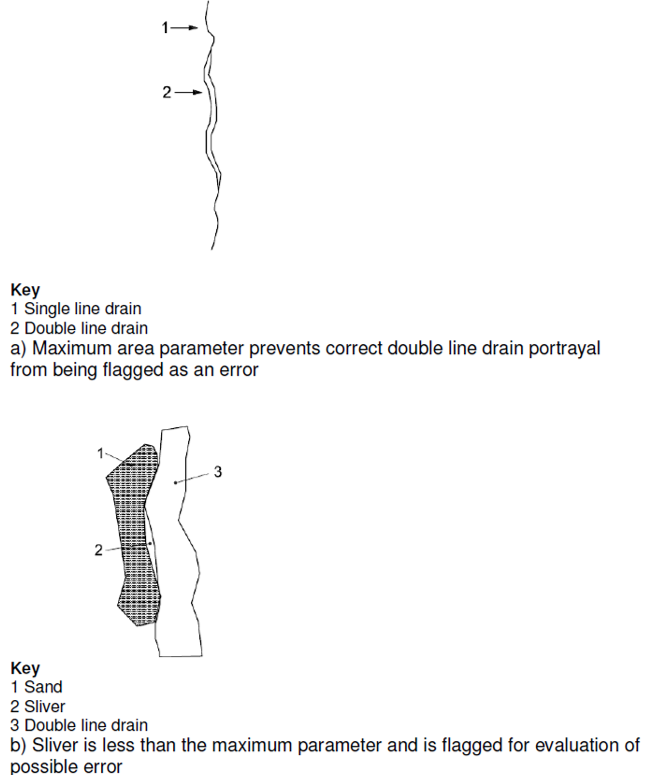 1
2
Key
1 Single line drain
2 Double line drain
a) Maximum area parameter prevents correct double line drain portrayal
from being flagged as an error
1
3
2
Key
1 Sand
2 Sliver
3 Double line drain
b) Sliver is less than the maximum parameter and is flagged for evaluation of
possible error